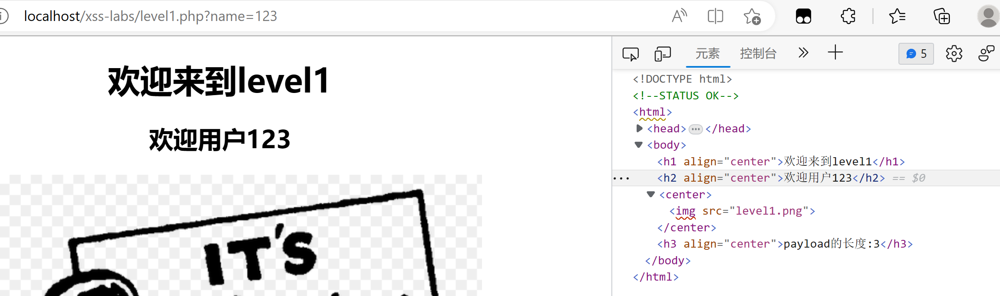 localhost/xss-labs/level1.php?name=123
元素 控制台
5
欢迎来到level1
欢迎用户123
IT'S
<!DOCTYPE html>
<!--STATUS OK-->
<html>
<head>…</head>
<body>
<h1 align="center">欢迎来到level1</h1>
<h2 align="center">欢迎用户123</h2> == $0
<center>
<img src="level1.png">
</center>
<h3 align="center">payload的长度:3</h3>
</body>
</html>